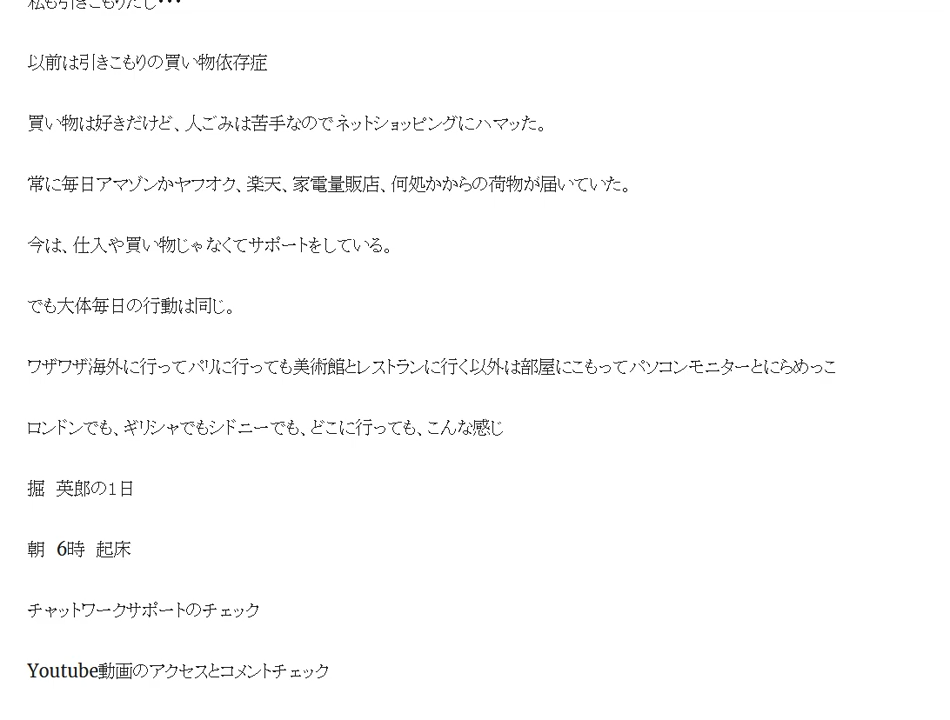 私も引きこもりだし・・・
以前は引きこもりの買い物依存症
買い物は好きだけど、人ごみは苦手なのでネットショッピングにハマッた。
常に毎日アマゾンかヤフオク、楽天、家電量販店、何処かからの荷物が届いていた。
今は、仕入や買い物じゃなくてサポートをしている。
でも大体毎日の行動は同じ。
ワザワザ海外に行ってパリに行っても美術館とレストランに行く以外は部屋にこもってパソコンモニターとにらめっこ
ロンドンでも、ギリシャでもシドニーでも、どこに行っても、こんな感じ
掘　英郎の1日
朝　6時　起床
チャットワークサポートのチェック
Youtube動画のアクセスとコメントチェック